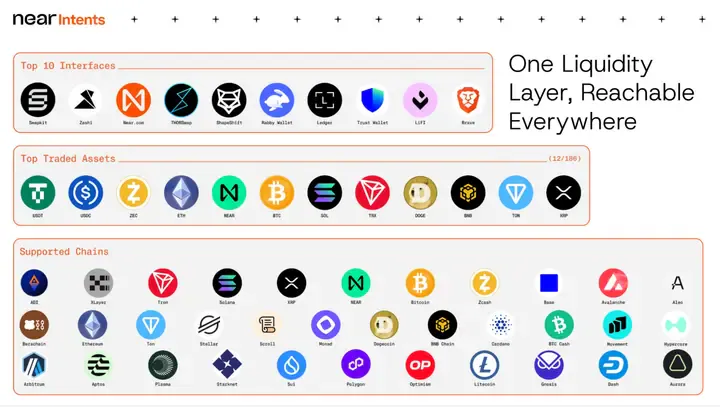 near Intents
One Liquidity
Layer, Reachable
Everywhere
Top 10 Interfaces
Swapkit Zashi Near.com THORSwap ShapeShift Rabby Wallet Ledger Trust Wallet LiFI Brave
Top Traded Assets (12/100)
USDT USDC ZEC ETH NEAR BTC SOL TRX DOGE BNB TON XRP
Supported Chains
ADI XLayer Tron Solana XRP NEAR Bitcoin Zcash Base Avalanche Aleo
Berachain Ethereum Ton Stellar Scroll Monad Dogecoin BNB Chain Cardano BTC Cash Movement Hypercore
Arbitrum Aptos Plasma Starknet Sui Polygon Optimism Litecoin Gnosis Dash Aurora